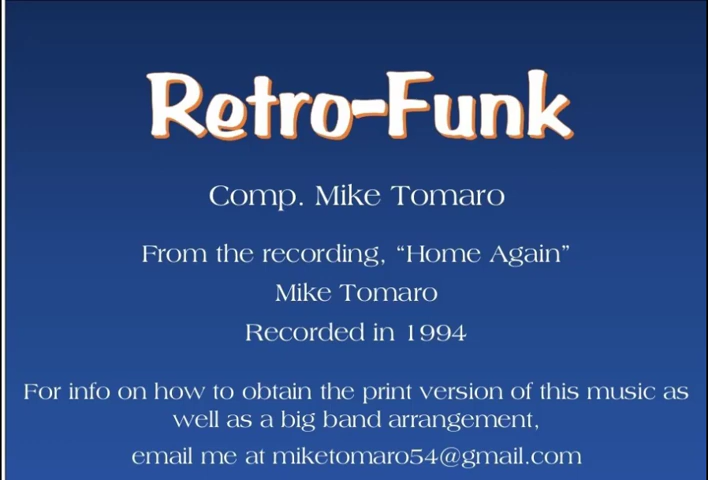 Retro-Funk
Comp. Mike Tomaro
From the recording, “Home Again”
Mike Tomaro
Recorded in 1994
For info on how to obtain the print version of this music as
well as a big band arrangement,
email me at miketomaro54@gmail.com